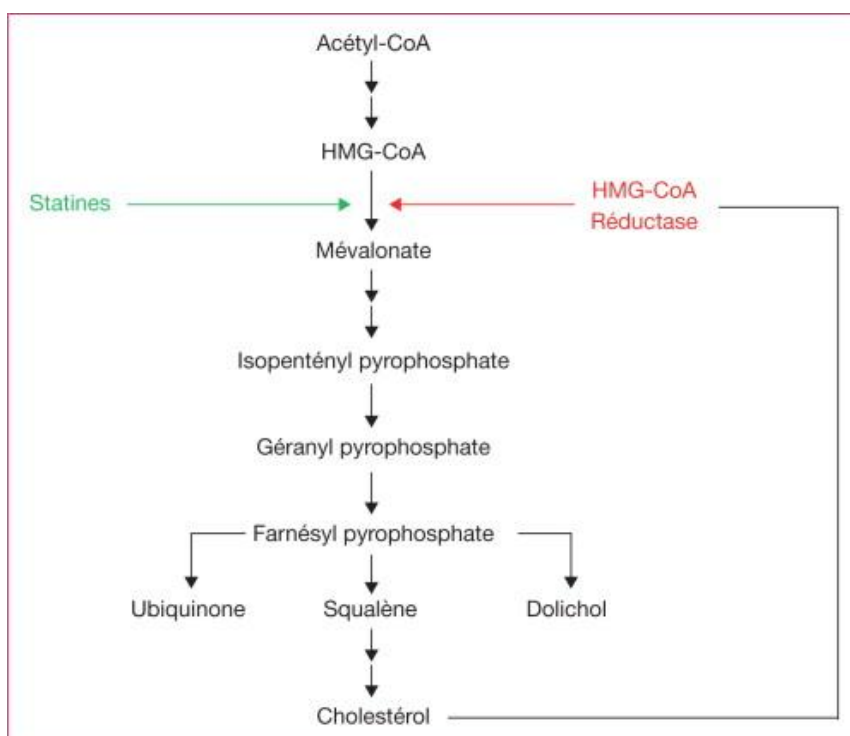 Acétyl-CoA
HMG-CoA
Statines
HMG-CoA
Réductase
Mévalonate
Isopentényl pyrophosphate
Géranyl pyrophosphate
Farnésyl pyrophosphate
Ubiquinone
Squalène
Dolichol
Cholestérol